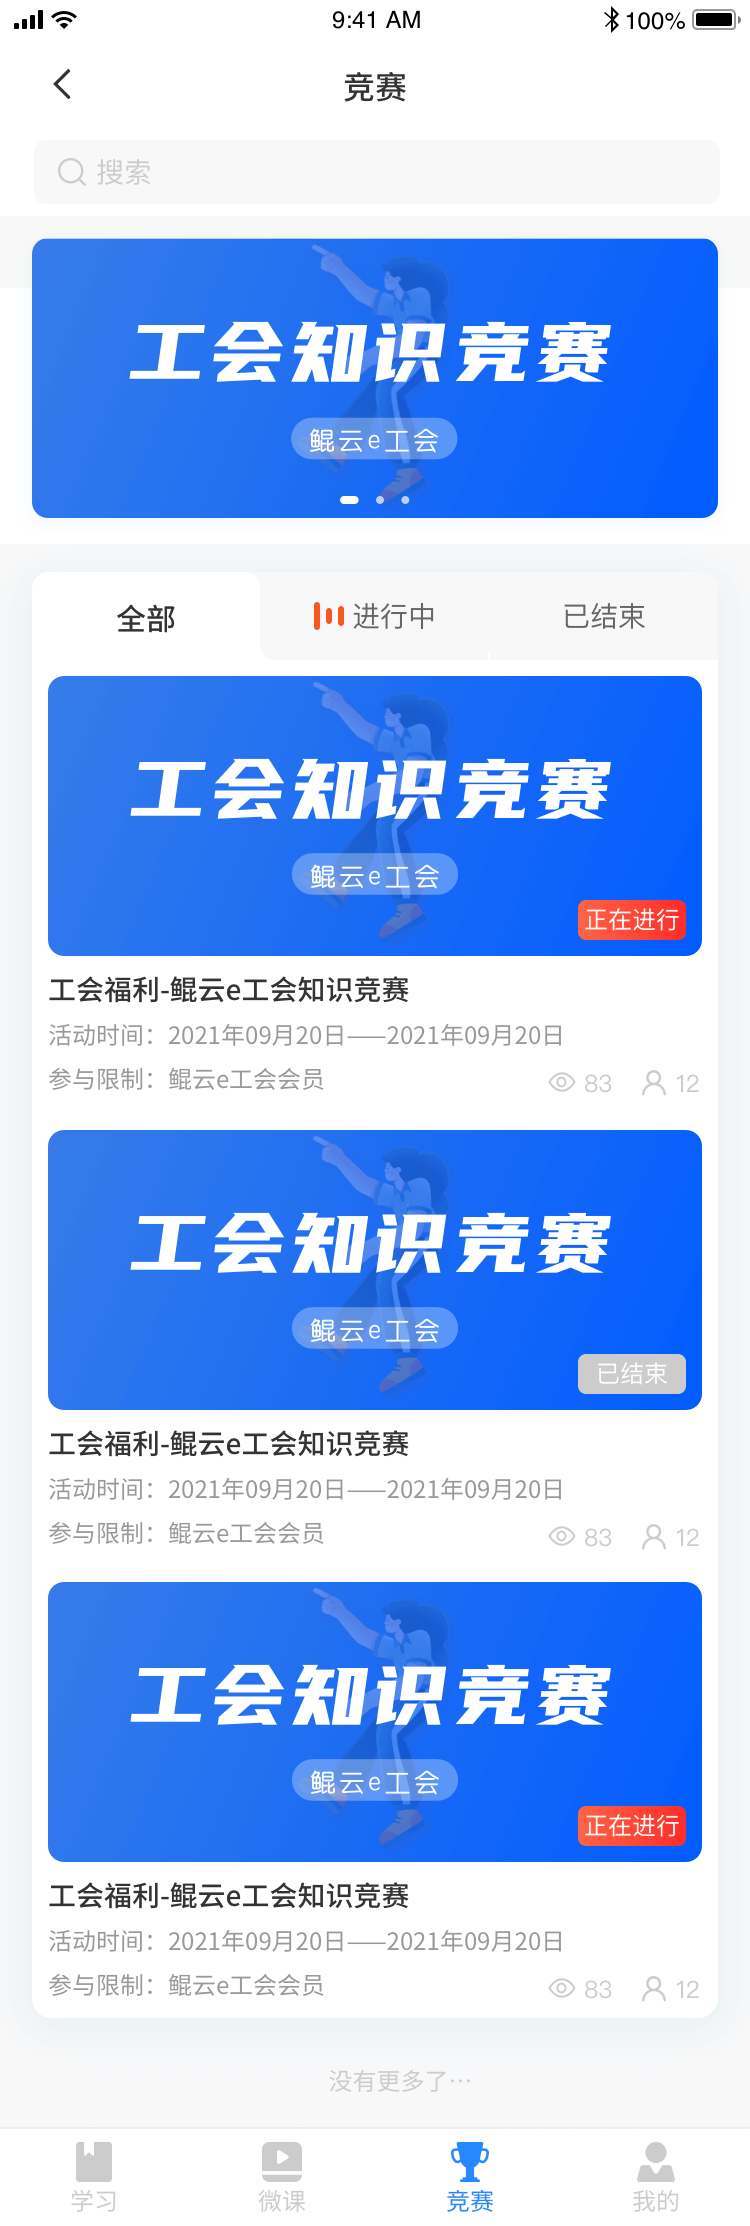 9:41 AM
100%
竞赛
搜索
工会知识竞赛
鲲云e工会
全部
进行中
已结束
工会知识竞赛
鲲云e工会
正在进行
工会福利-鲲云e工会知识竞赛
活动时间：2021年09月20日——2021年09月20日
参与限制：鲲云e工会会员
83
12
工会知识竞赛
鲲云e工会
已结束
工会福利-鲲云e工会知识竞赛
活动时间：2021年09月20日——2021年09月20日
参与限制：鲲云e工会会员
83
12
工会知识竞赛
鲲云e工会
正在进行
工会福利-鲲云e工会知识竞赛
活动时间：2021年09月20日——2021年09月20日
参与限制：鲲云e工会会员
83
12
没有更多了…
学习
微课
竞赛
我的